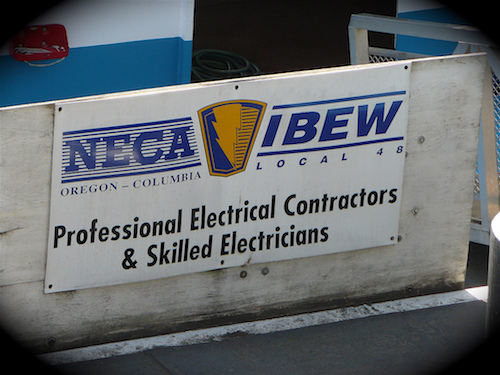 NECA IBEW
OREGON – COLUMBIA LOCAL 48
Professional Electrical Contractors
& Skilled Electricians